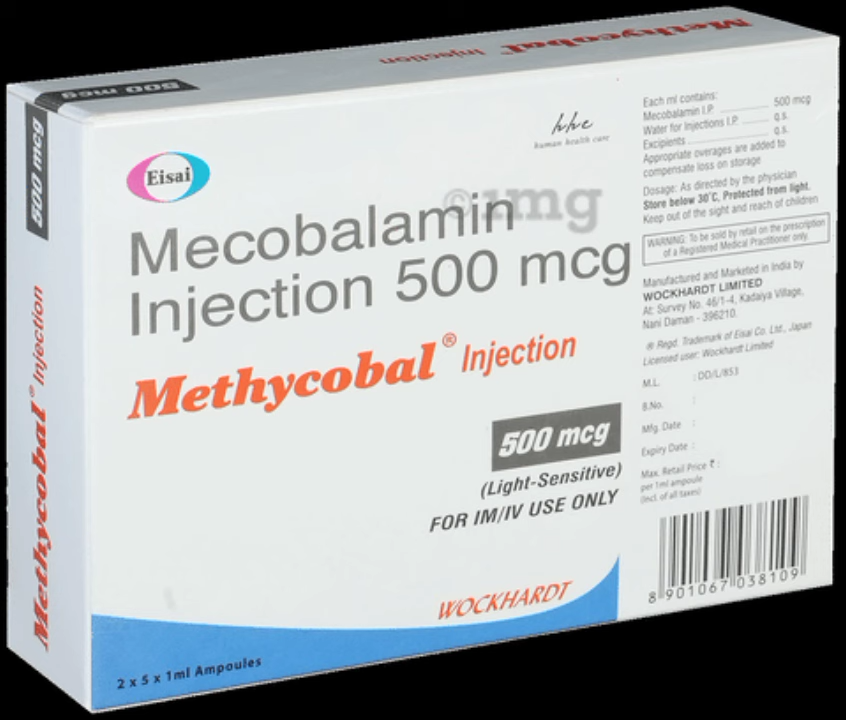 Methycobal® Injection
500 mcg
500 mcg
Methycobal® Injection
Eisai
hhc
human health care
©1mg
Mecobalamin
Injection 500 mcg
Methycobal® Injection
500 mcg
(Light-Sensitive)
FOR IM/IV USE ONLY
WOCKHARDT
2 x 5 x 1ml Ampoules
Each ml contains:
Mecobalamin I.P. 500 mcg
Water for Injections I.P. q.s.
Excipients q.s.
Appropriate overages are added to
compensate loss on storage
Dosage: As directed by the physician
Store below 30°C, Protected from light.
Keep out of the sight and reach of children
WARNING: To be sold by retail on the prescription
of a Registered Medical Practitioner only.
Manufactured and Marketed in India by
WOCKHARDT LIMITED
At: Survey No. 46/1-4, Kadaiya Village,
Nani Daman - 396210.
® Regd. Trademark of Eisai Co. Ltd., Japan
Licensed user: Wockhardt Limited
M.L. : DD/L/853
B.No. :
Mfg. Date :
Expiry Date :
Max. Retail Price ₹ :
per 1ml ampoule
(Incl. of all taxes)
8 901067 038109